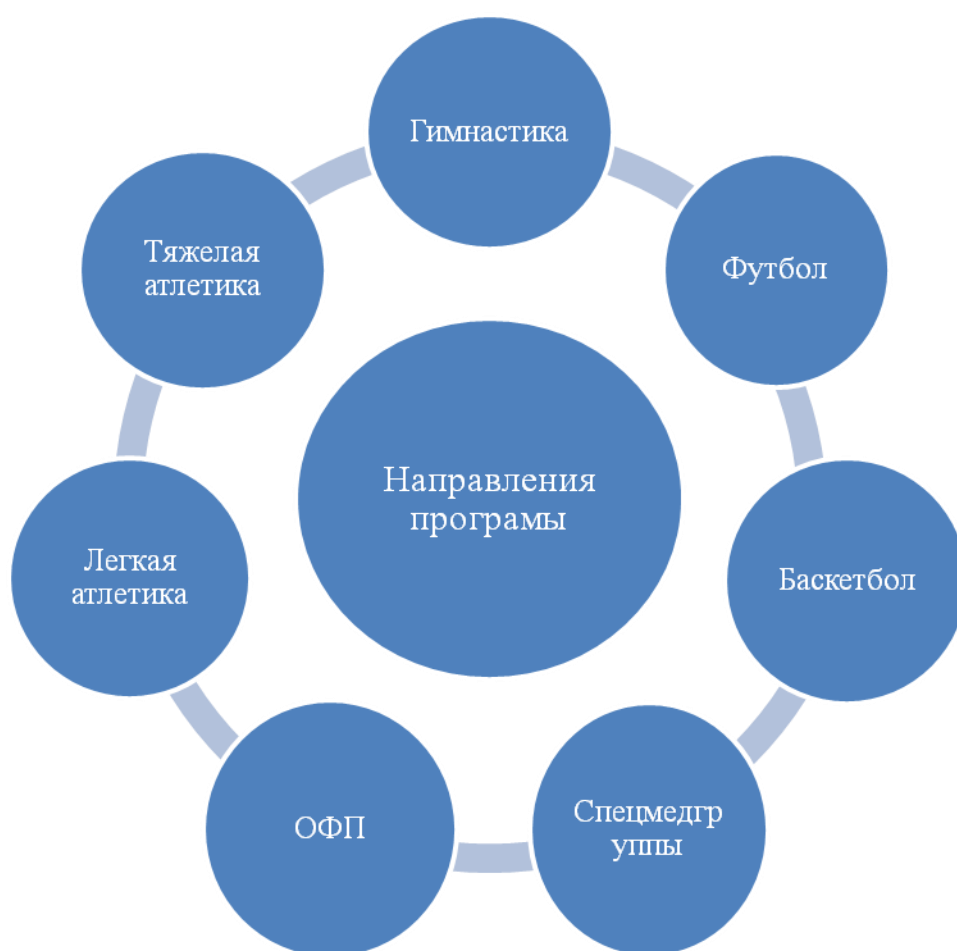 Гимнастика
Футбол
Баскетбол
Спецмедгр
уппы
ОФП
Легкая
атлетика
Тяжелая
атлетика
Направления
програмы